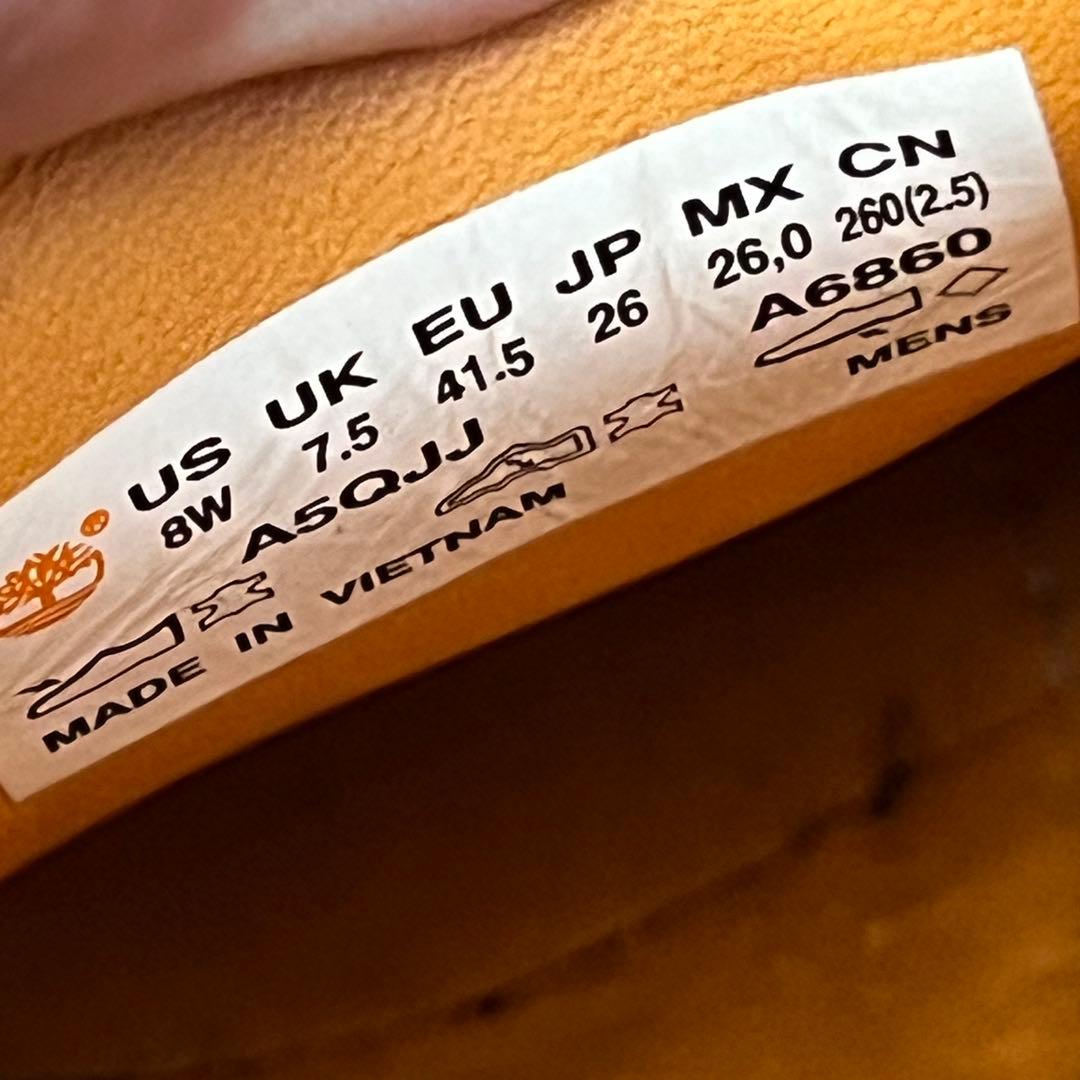 US UK EU JP MX CN
8W 7.5 41.5 26 26,0 260(2.5)
A5QJJ A6860
MADE IN VIETNAM MENS